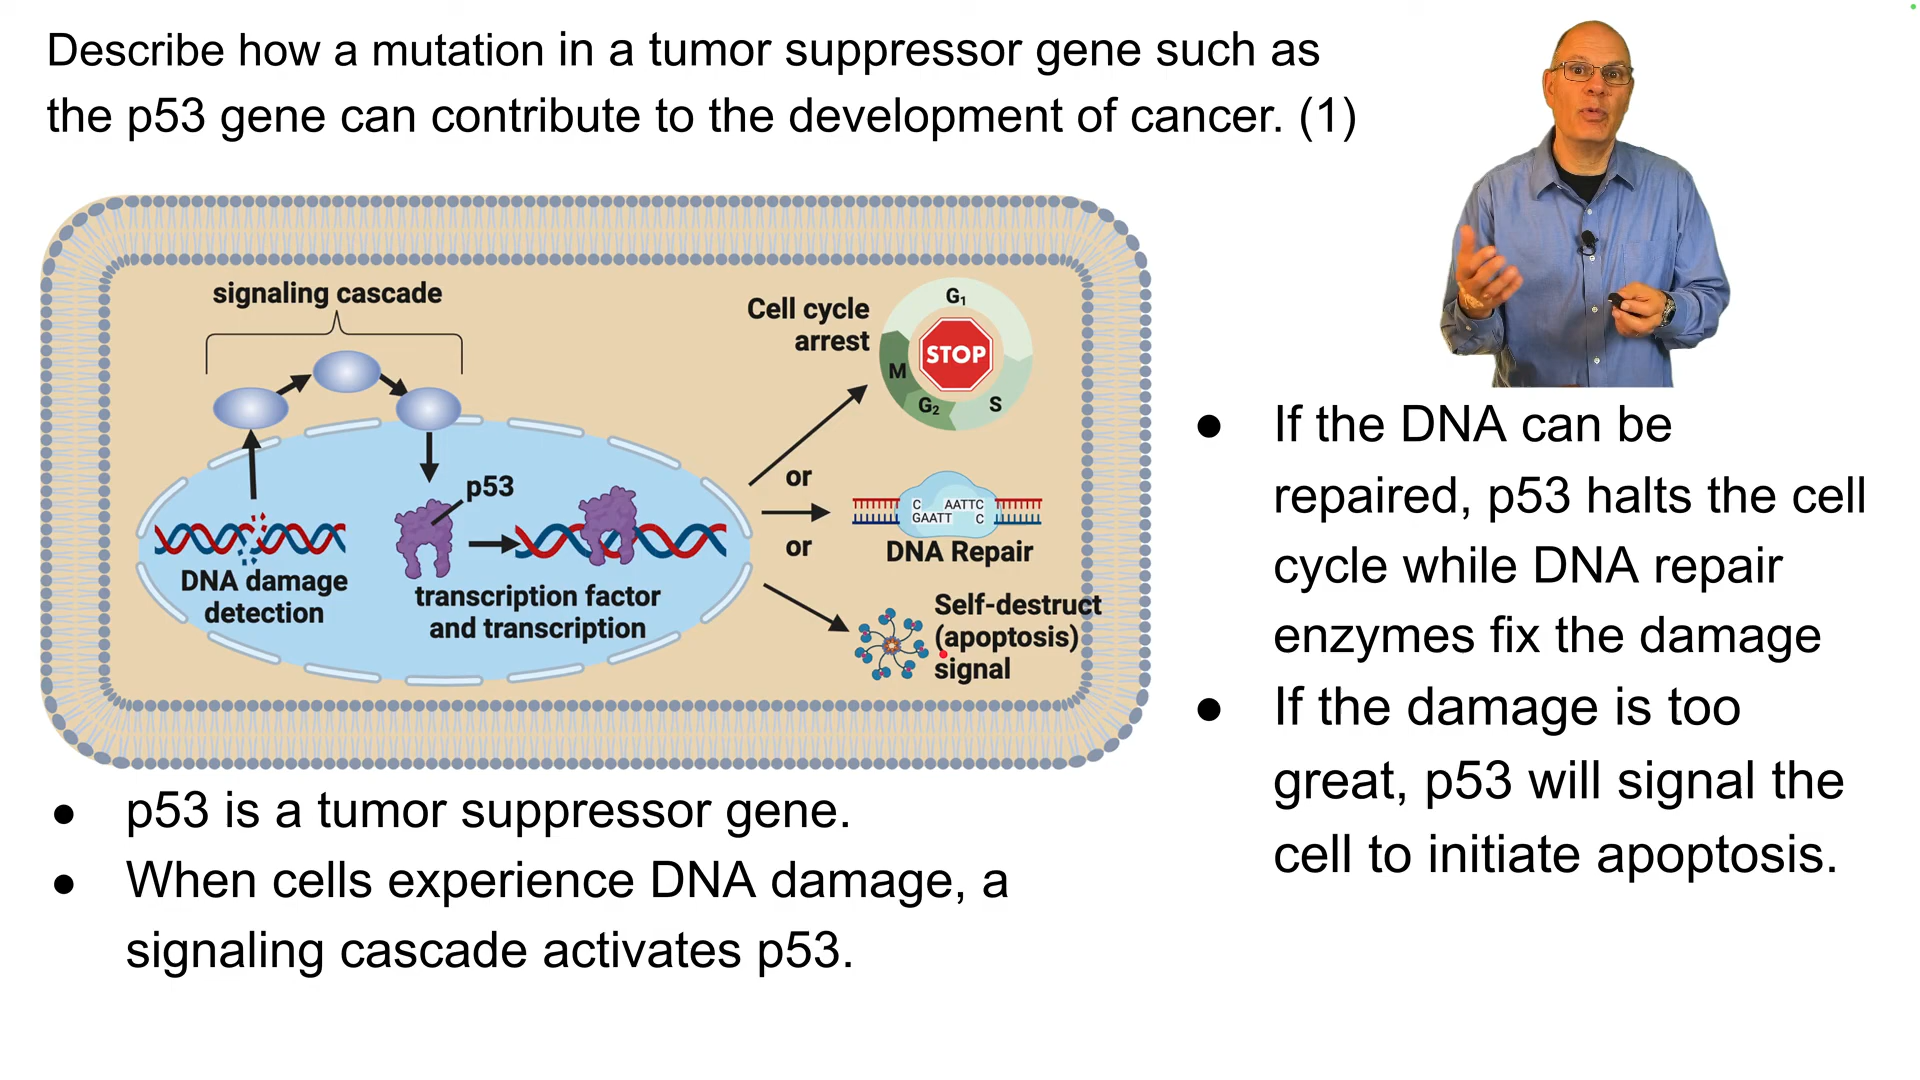 Describe how a mutation in a tumor suppressor gene such as
the p53 gene can contribute to the development of cancer. (1)
signaling cascade
Cell cycle
arrest
G₁
STOP
M
G₂
S
p53
or
or
C AATTC
GAATT C
DNA Repair
DNA damage
detection
transcription factor
and transcription
Self-destruct
(apoptosis)
signal
● p53 is a tumor suppressor gene.
● When cells experience DNA damage, a
signaling cascade activates p53.
● If the DNA can be
repaired, p53 halts the cell
cycle while DNA repair
enzymes fix the damage
● If the damage is too
great, p53 will signal the
cell to initiate apoptosis.